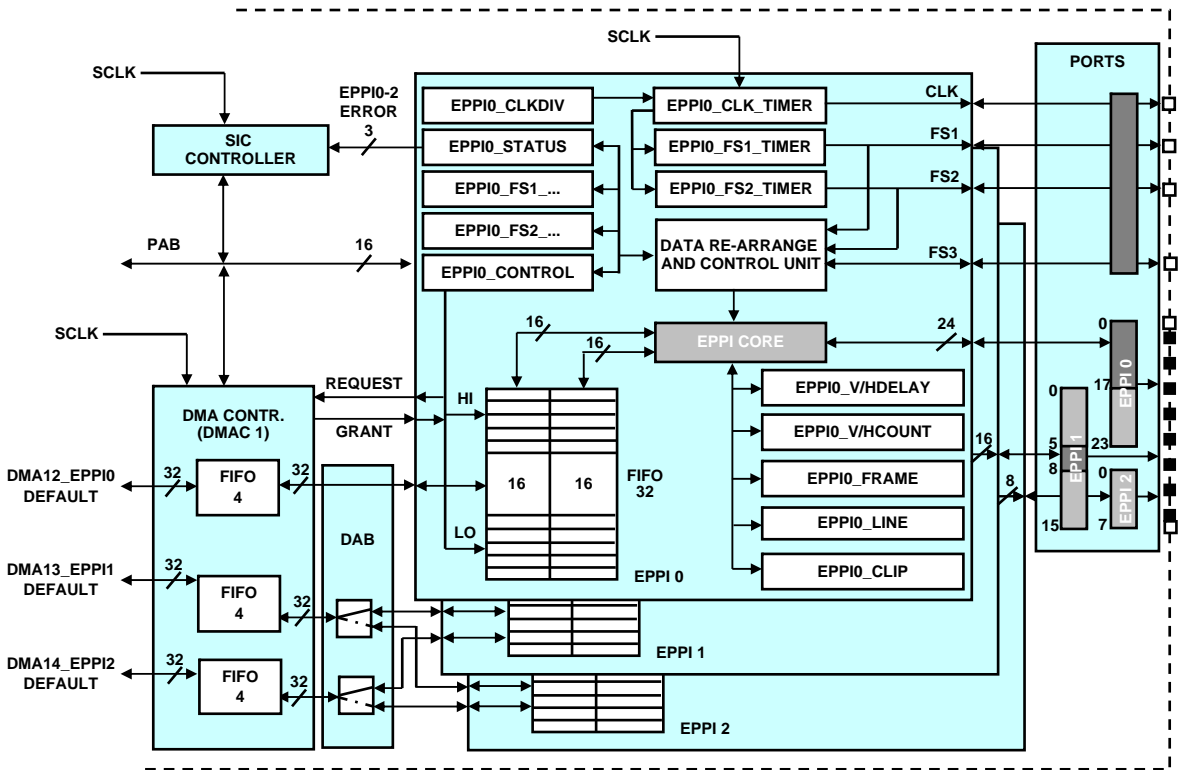 SCLK
PORTS
SCLK
EPPI0-2
ERROR
3
EPPI0_CLKDIV
EPPI0_CLK_TIMER
CLK
SIC
CONTROLLER
EPPI0_STATUS
EPPI0_FS1_TIMER
FS1
EPPI0_FS1_...
EPPI0_FS2_TIMER
FS2
EPPI0_FS2_...
DATA RE-ARRANGE
AND CONTROL UNIT
FS3
PAB
16
EPPI0_CONTROL
SCLK
16
16
EPPI CORE
24
0
17
23
EPPI 0
REQUEST
GRANT
HI
EPPI0_V/HDELAY
0
5
8
15
EPPI 1
DMA CONTR.
(DMAC 1)
EPPI0_V/HCOUNT
16
DMA12_EPPI0
DEFAULT
32
FIFO
4
32
16
16
FIFO
32
EPPI0_FRAME
8
0
7
EPPI 2
DAB
LO
EPPI0_LINE
EPPI0_CLIP
EPPI 0
DMA13_EPPI1
DEFAULT
32
FIFO
4
32
EPPI 1
DMA14_EPPI2
DEFAULT
32
FIFO
4
32
EPPI 2